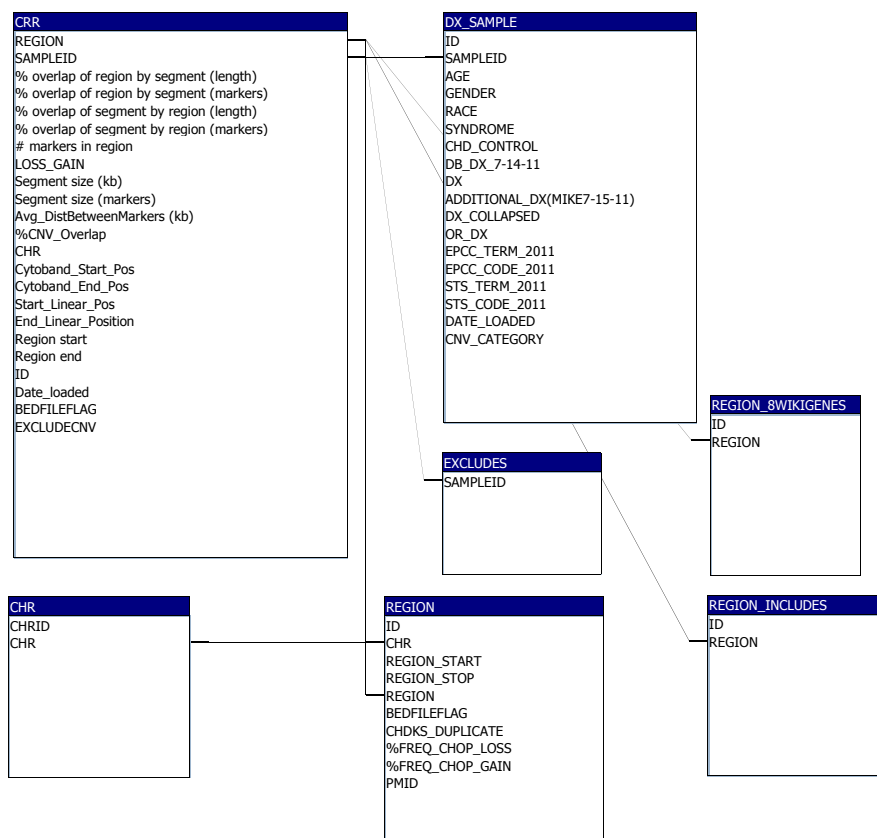 CRR
REGION
SAMPLEID
% overlap of region by segment (length)
% overlap of region by segment (markers)
% overlap of segment by region (length)
% overlap of segment by region (markers)
# markers in region
LOSS_GAIN
Segment size (kb)
Segment size (markers)
Avg_DistBetweenMarkers (kb)
%CNV_Overlap
CHR
Cytoband_Start_Pos
Cytoband_End_Pos
Start_Linear_Pos
End_Linear_Position
Region start
Region end
ID
Date_loaded
BEDFILEFLAG
EXCLUDECNV
DX_SAMPLE
ID
SAMPLEID
AGE
GENDER
RACE
SYNDROME
CHD_CONTROL
DB_DX_7-14-11
DX
ADDITIONAL_DX(MIKE7-15-11)
DX_COLLAPSED
OR_DX
EPCC_TERM_2011
EPCC_CODE_2011
STS_TERM_2011
STS_CODE_2011
DATE_LOADED
CNV_CATEGORY
REGION_8WIKIGENES
ID
REGION
EXCLUDES
SAMPLEID
CHR
CHRID
CHR
REGION
ID
CHR
REGION_START
REGION_STOP
REGION
BEDFILEFLAG
CHDKS_DUPLICATE
%FREQ_CHOP_LOSS
%FREQ_CHOP_GAIN
PMID
REGION_INCLUDES
ID
REGION